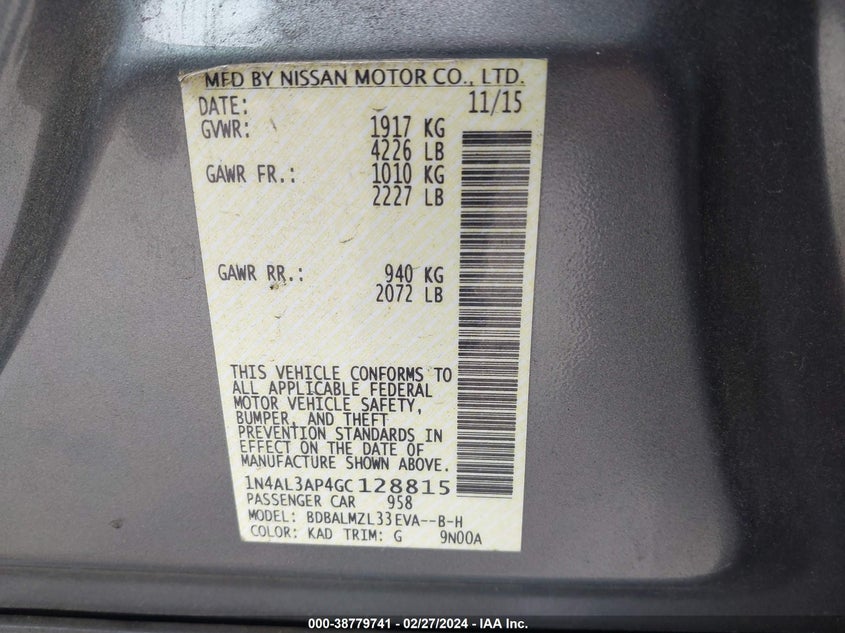 MFD BY NISSAN MOTOR CO., LTD.
DATE: 11/15
GVWR: 1917 KG
4226 LB
GAWR FR.: 1010 KG
2227 LB
GAWR RR.: 940 KG
2072 LB
THIS VEHICLE CONFORMS TO
ALL APPLICABLE FEDERAL
MOTOR VEHICLE SAFETY,
BUMPER, AND THEFT
PREVENTION STANDARDS IN
EFFECT ON THE DATE OF
MANUFACTURE SHOWN ABOVE.
1N4AL3AP4GC128815
PASSENGER CAR 958
MODEL: BDBALMZL33EVA--B-H
COLOR: KAD TRIM: G 9N00A
000-38779741 - 02/27/2024 - IAA Inc.